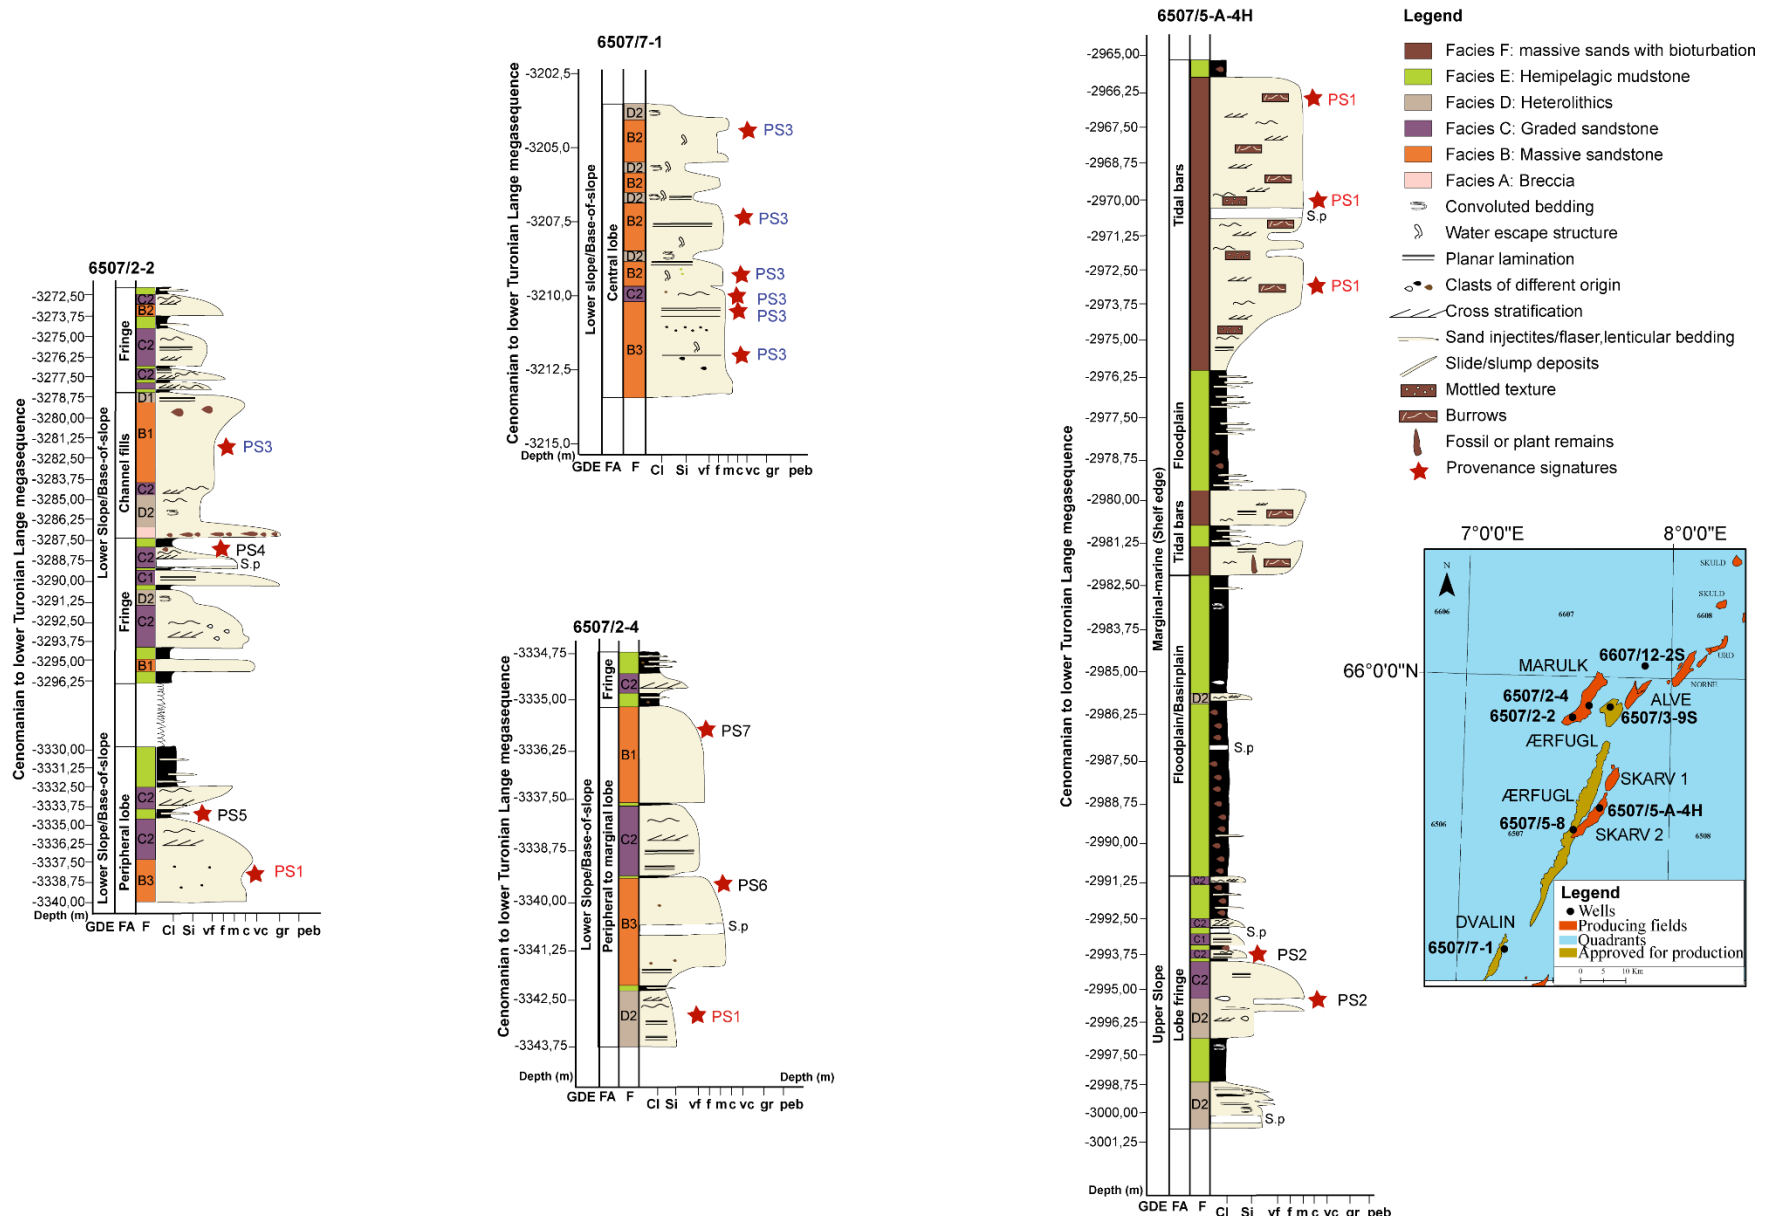 6507/2-2
Cenomanian to lower Turonian Lange megasequence
-3272,50
-3273,75
-3275,00
-3276,25
-3277,50
-3278,75
-3280,00
-3281,25
-3282,50
-3283,75
-3285,00
-3286,25
-3287,50
-3288,75
-3290,00
-3291,25
-3292,50
-3293,75
-3295,00
-3296,25
-3330,00
-3331,25
-3332,50
-3333,75
-3335,00
-3336,25
-3337,50
-3338,75
-3340,00
Depth (m)
Lower Slope/Base-of-slope
Lower Slope/Base-of-slope
Fringe
Channel fills
Fringe
Peripheral lobe
C2
B2
C2
C2
D1
B1
C2
D2
C2
C1
D2
C2
B1
C2
C2
B3
PS3
PS4
S.p
PS5
PS1
GDE FA F Cl Si vf f m c vc gr peb
6507/7-1
Cenomanian to lower Turonian Lange megasequence
-3202,5
-3205,0
-3207,5
-3210,0
-3212,5
-3215,0
Depth (m)
Lower slope/Base-of-slope
Central lobe
D2
B2
D2
B2
D2
B2
D2
B2
C2
B3
PS3
PS3
PS3
PS3
PS3
PS3
GDE FA F Cl Si vf f m c vc gr peb
6507/2-4
Cenomanian to lower Turonian Lange megasequence
-3334,75
-3335,00
-3336,25
-3337,50
-3338,75
-3340,00
-3341,25
-3342,50
-3343,75
Depth (m)
Depth (m)
Lower Slope/Base-of-slope
Fringe
Peripheral to marginal lobe
C2
B1
C2
B3
D2
PS7
PS6
S.p
PS1
GDE FA F Cl Si vf f m c vc gr peb
6507/5-A-4H
Cenomanian to lower Turonian Lange megasequence
-2965,00
-2966,25
-2967,50
-2968,75
-2970,00
-2971,25
-2972,50
-2973,75
-2975,00
-2976,25
-2977,50
-2978,75
-2980,00
-2981,25
-2982,50
-2983,75
-2985,00
-2986,25
-2987,50
-2988,75
-2990,00
-2991,25
-2992,50
-2993,75
-2995,00
-2996,25
-2997,50
-2998,75
-3000,00
-3001,25
Depth (m)
Marginal-marine (Shelf edge)
Upper Slope
Tidal bars
Floodplain
Tidal bars
Floodplain/Basinplain
Lobe fringe
D2
C2
C2
C1
C2
C2
D2
D2
PS1
PS1
S.p
PS1
S.p
S.p
PS2
PS2
S.p
GDE FA F Cl Si vf f m c vc gr peb
Legend
Facies F: massive sands with bioturbation
Facies E: Hemipelagic mudstone
Facies D: Heterolithics
Facies C: Graded sandstone
Facies B: Massive sandstone
Facies A: Breccia
Convoluted bedding
Water escape structure
Planar lamination
Clasts of different origin
Cross stratification
Sand injectites/flaser,lenticular bedding
Slide/slump deposits
Mottled texture
Burrows
Fossil or plant remains
Provenance signatures
7°0'0"E 8°0'0"E
66°0'0"N
N
SKULD
SKULD
6606
6607
6608
URD
NORNE
6607/12-2S
MARULK
ALVE
6507/2-4
6507/2-2
6507/3-9S
ÆRFUGL
SKARV 1
ÆRFUGL
6507/5-A-4H
6507/5-8
SKARV 2
6506
6507
6508
DVALIN
6507/7-1
Legend
Wells
Producing fields
Quadrants
Approved for production
0 5 10 Km